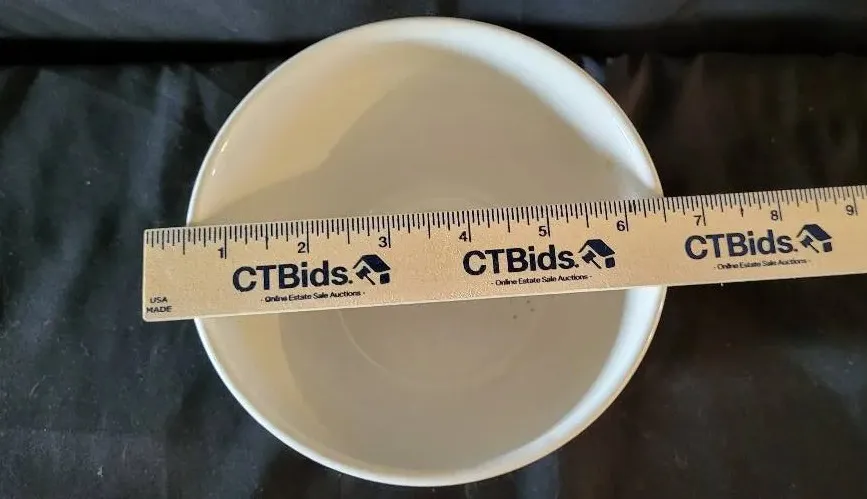 1 2 3 4 5 6 7 8 9
CTBids.
- Online Estate Sale Auctions -
CTBids.
- Online Estate Sale Auctions -
CTBids.
- Online Estate Sale Auctions -
USA
MADE